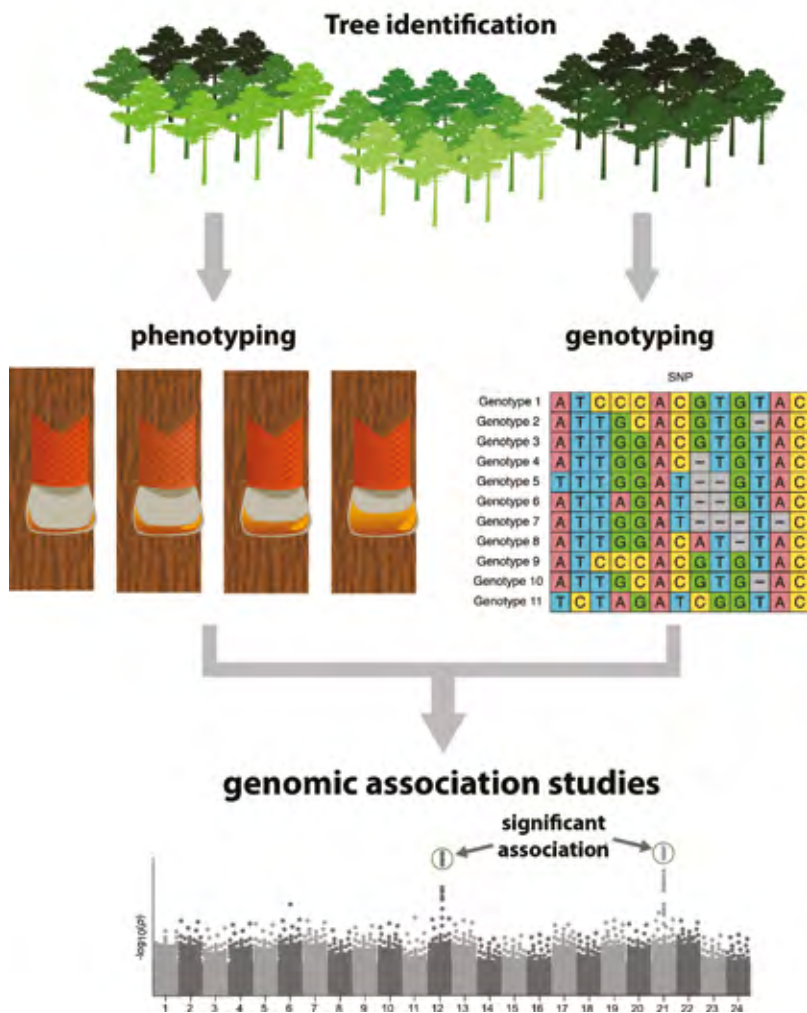 Tree identification
phenotyping
genotyping
SNP
Genotype 1 A T C C C A C G T G T A C
Genotype 2 A T T G C A C G T G - A C
Genotype 3 A T T G G A C G T G T A C
Genotype 4 A T T G G A C - T G T A C
Genotype 5 T T T G G A T - - G T A C
Genotype 6 A T T A G A T - - G T A C
Genotype 7 A T T G G A T - - - T - C
Genotype 8 A T T G G A C A T - T A C
Genotype 9 A T C C C A C G T G T A C
Genotype 10 A T T G C A C G T G - A C
Genotype 11 T C T A G A T C G G T A C
genomic association studies
significant
association
-log10(p)
1 2 3 4 5 6 7 8 9 10 11 12 13 14 15 16 17 18 19 20 21 22 23 24